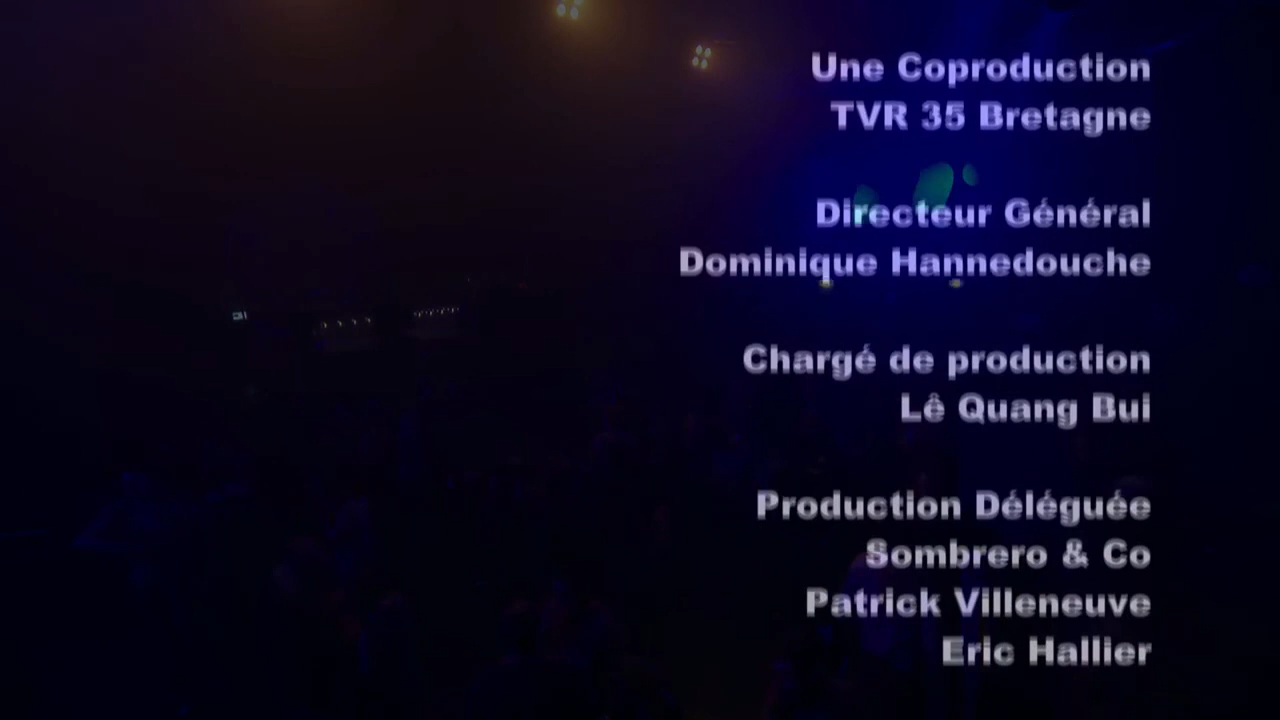 Une Coproduction
TVR 35 Bretagne
Directeur Général
Dominique Hannedouche
Chargé de production
Lê Quang Bui
Production Déléguée
Sombrero & Co
Patrick Villeneuve
Eric Hallier